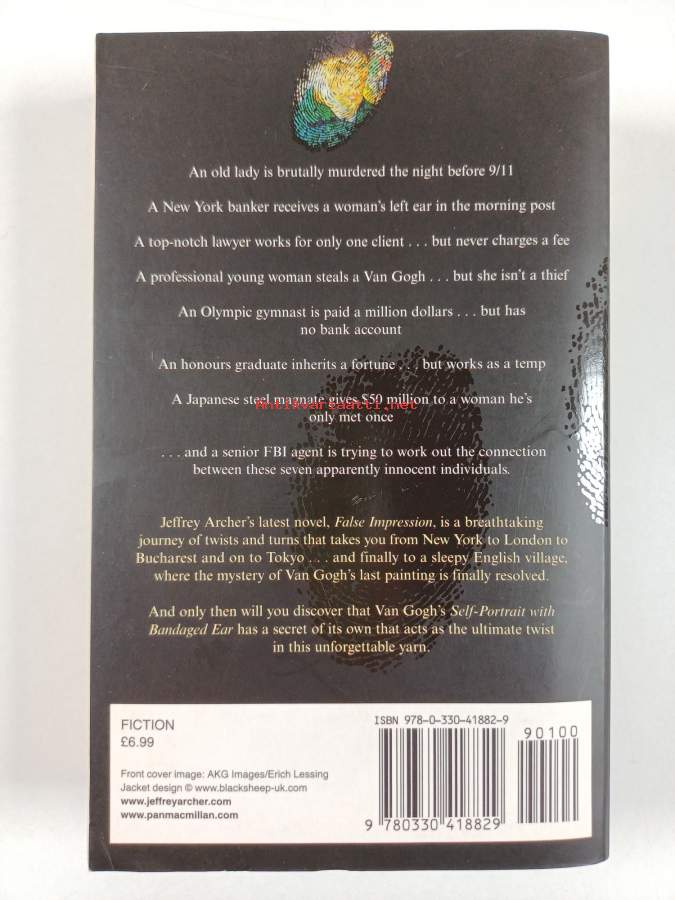 An old lady is brutally murdered the night before 9/11
A New York banker receives a woman's left ear in the morning post
A top-notch lawyer works for only one client . . . but never charges a fee
A professional young woman steals a Van Gogh . . . but she isn't a thief
An Olympic gymnast is paid a million dollars . . . but has
no bank account
An honours graduate inherits a fortune . . . but works as a temp
A Japanese steel magnate gives $50 million to a woman he's
only met once
Antikvariaatti.net
. . . and a senior FBI agent is trying to work out the connection
between these seven apparently innocent individuals.
Jeffrey Archer's latest novel, False Impression, is a breathtaking
journey of twists and turns that takes you from New York to London to
Bucharest and on to Tokyo . . . and finally to a sleepy English village,
where the mystery of Van Gogh's last painting is finally resolved.
And only then will you discover that Van Gogh's Self-Portrait with
Bandaged Ear has a secret of its own that acts as the ultimate twist
in this unforgettable yarn.
FICTION
£6.99
Front cover image: AKG Images/Erich Lessing
Jacket design © www.blacksheep-uk.com
www.jeffreyarcher.com
www.panmacmillan.com
ISBN 978-0-330-41882-9
90100
9 780330 418829